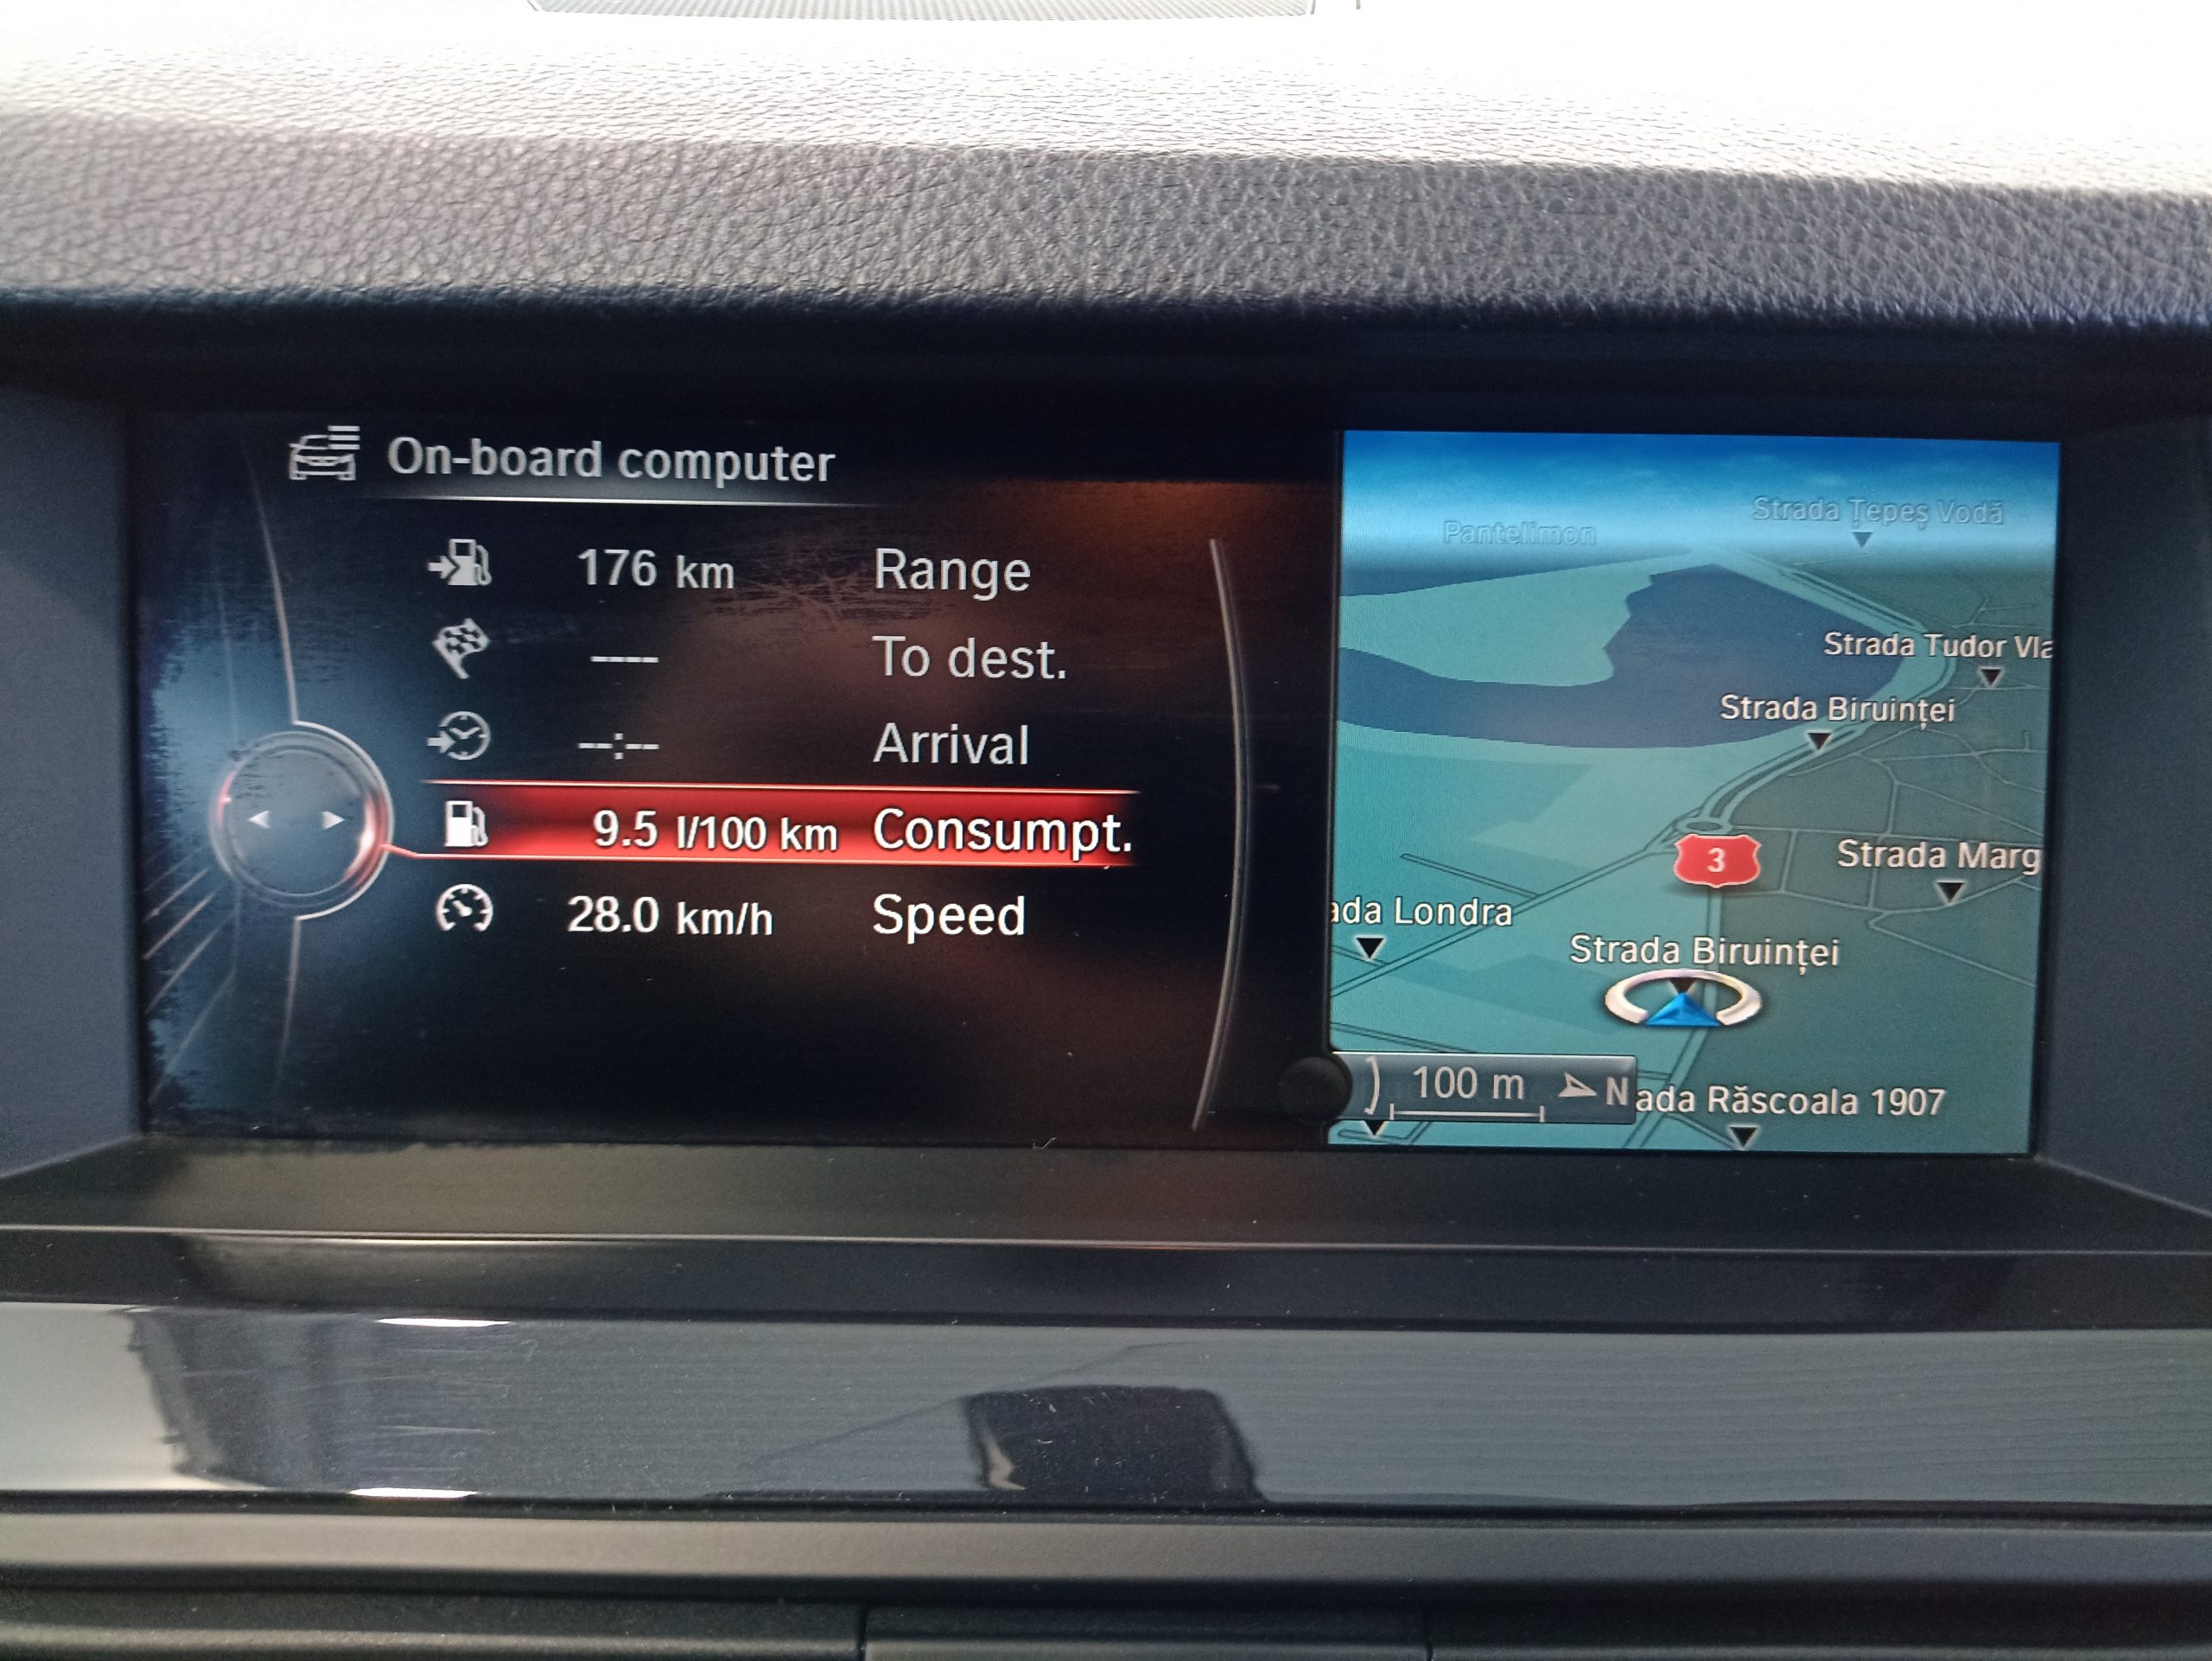 On-board computer
176 km Range
---- To dest.
--:-- Arrival
9.5 l/100 km Consumpt.
28.0 km/h Speed
Strada Țepeș Vodă
Pantelimon
Strada Tudor Vla
Strada Biruinței
3
Strada Marg
ada Londra
Strada Biruinței
100 m N
ada Răscoala 1907